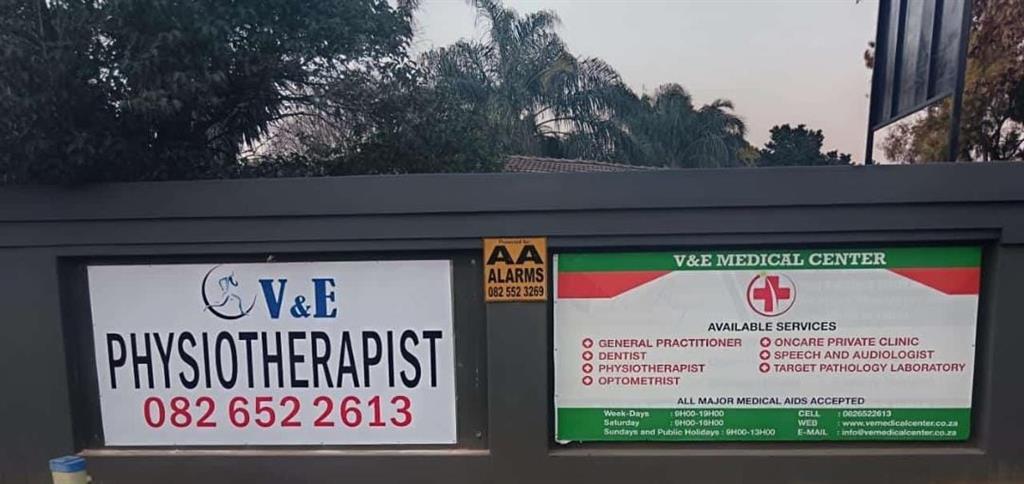 V&E
PHYSIOTHERAPIST
082 652 2613
Protected by:
AA
ALARMS
082 552 3269
V&E MEDICAL CENTER
AVAILABLE SERVICES
GENERAL PRACTITIONER
DENTIST
PHYSIOTHERAPIST
OPTOMETRIST
ONCARE PRIVATE CLINIC
SPEECH AND AUDIOLOGIST
TARGET PATHOLOGY LABORATORY
ALL MAJOR MEDICAL AIDS ACCEPTED
Week-Days : 9H00-19H00
Saturday : 9H00-16H00
Sundays and Public Holidays : 9H00-13H00
CELL : 0826522613
WEB : www.vemedicalcenter.co.za
E-MAIL : info@vemedicalcenter.co.za